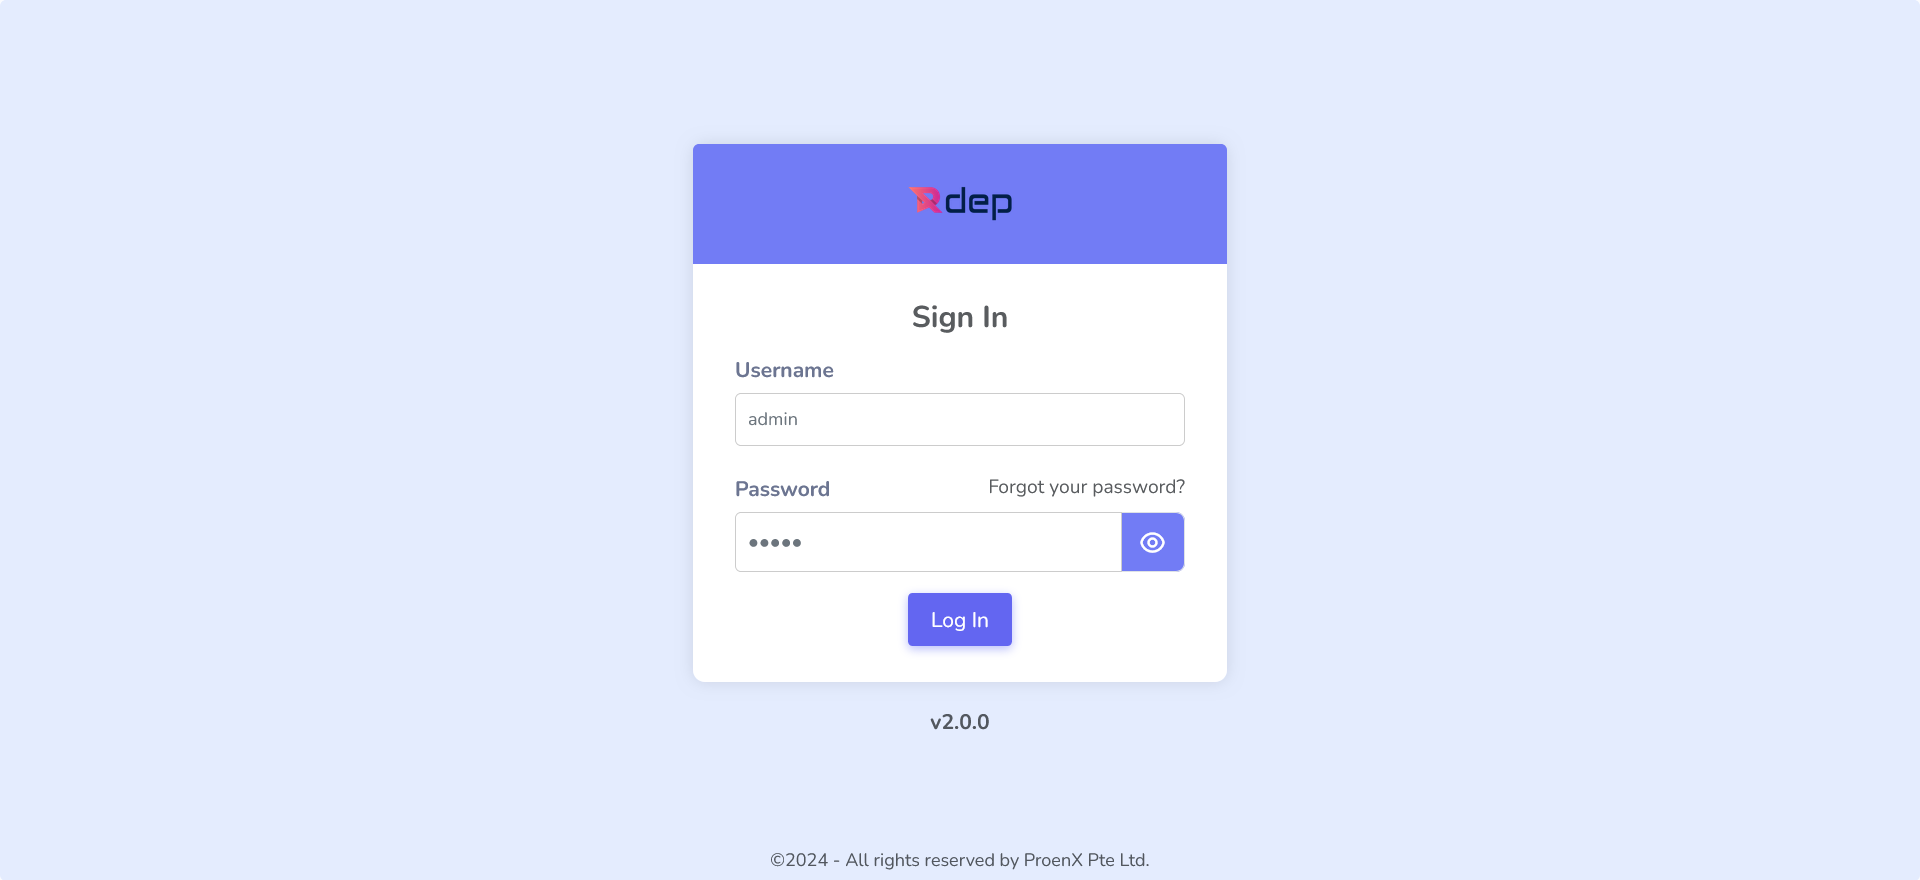 Rdep
Sign In
Username
admin
Password
Forgot your password?
•••••
Log In
v2.0.0
©2024 - All rights reserved by ProenX Pte Ltd.